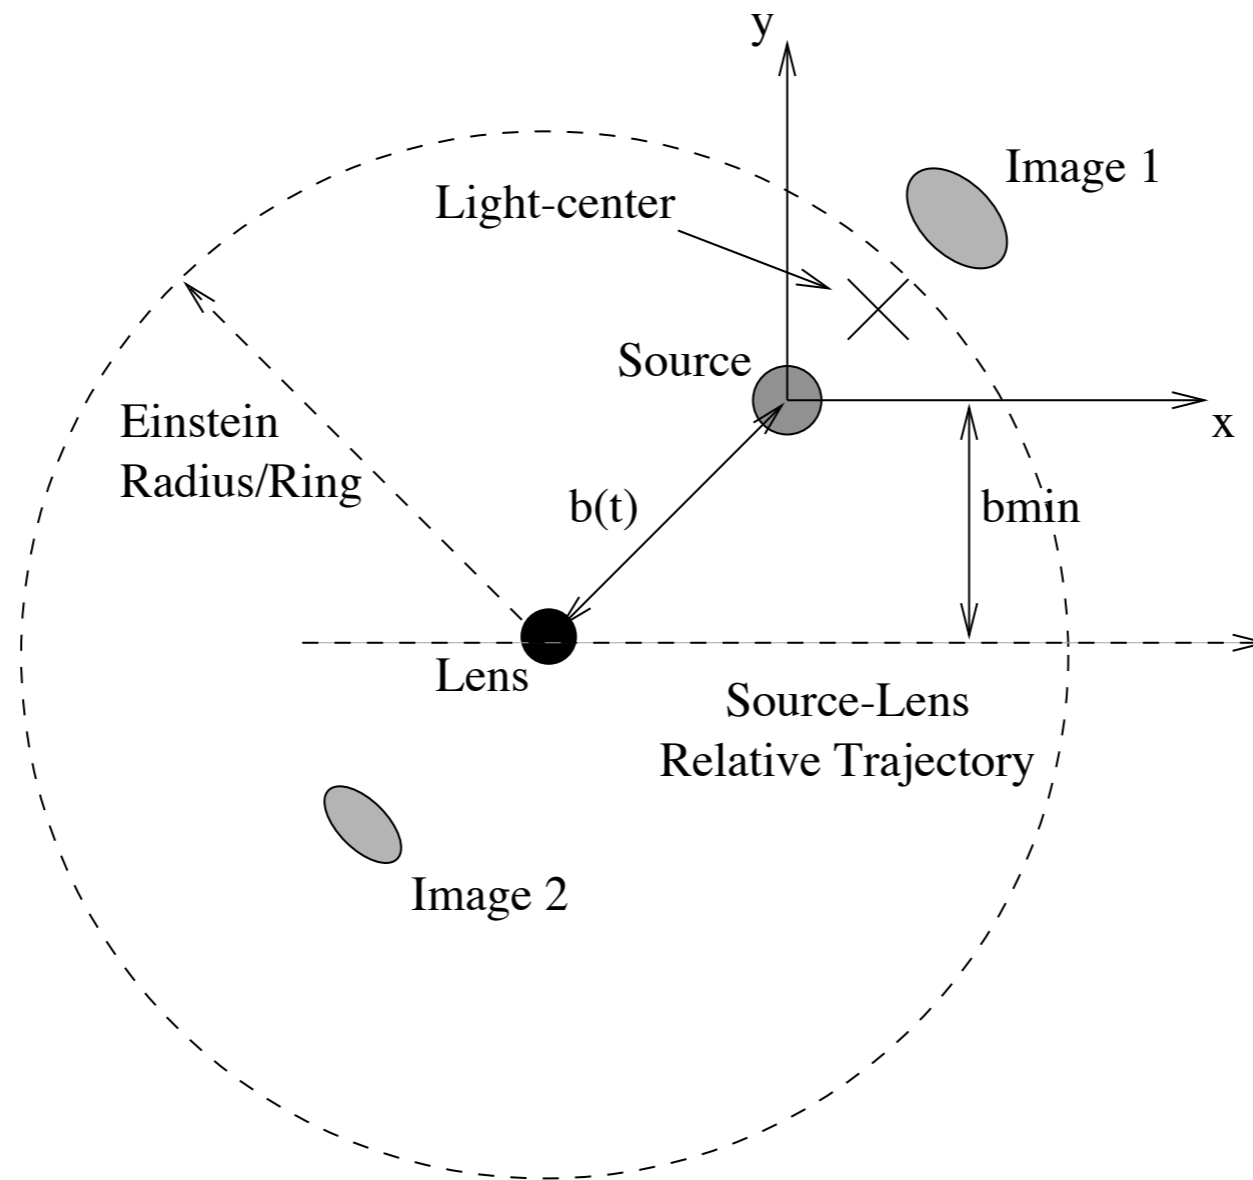 y
Image 1
Light-center
Source
x
Einstein
Radius/Ring
b(t)
bmin
Lens
Source-Lens
Relative Trajectory
Image 2